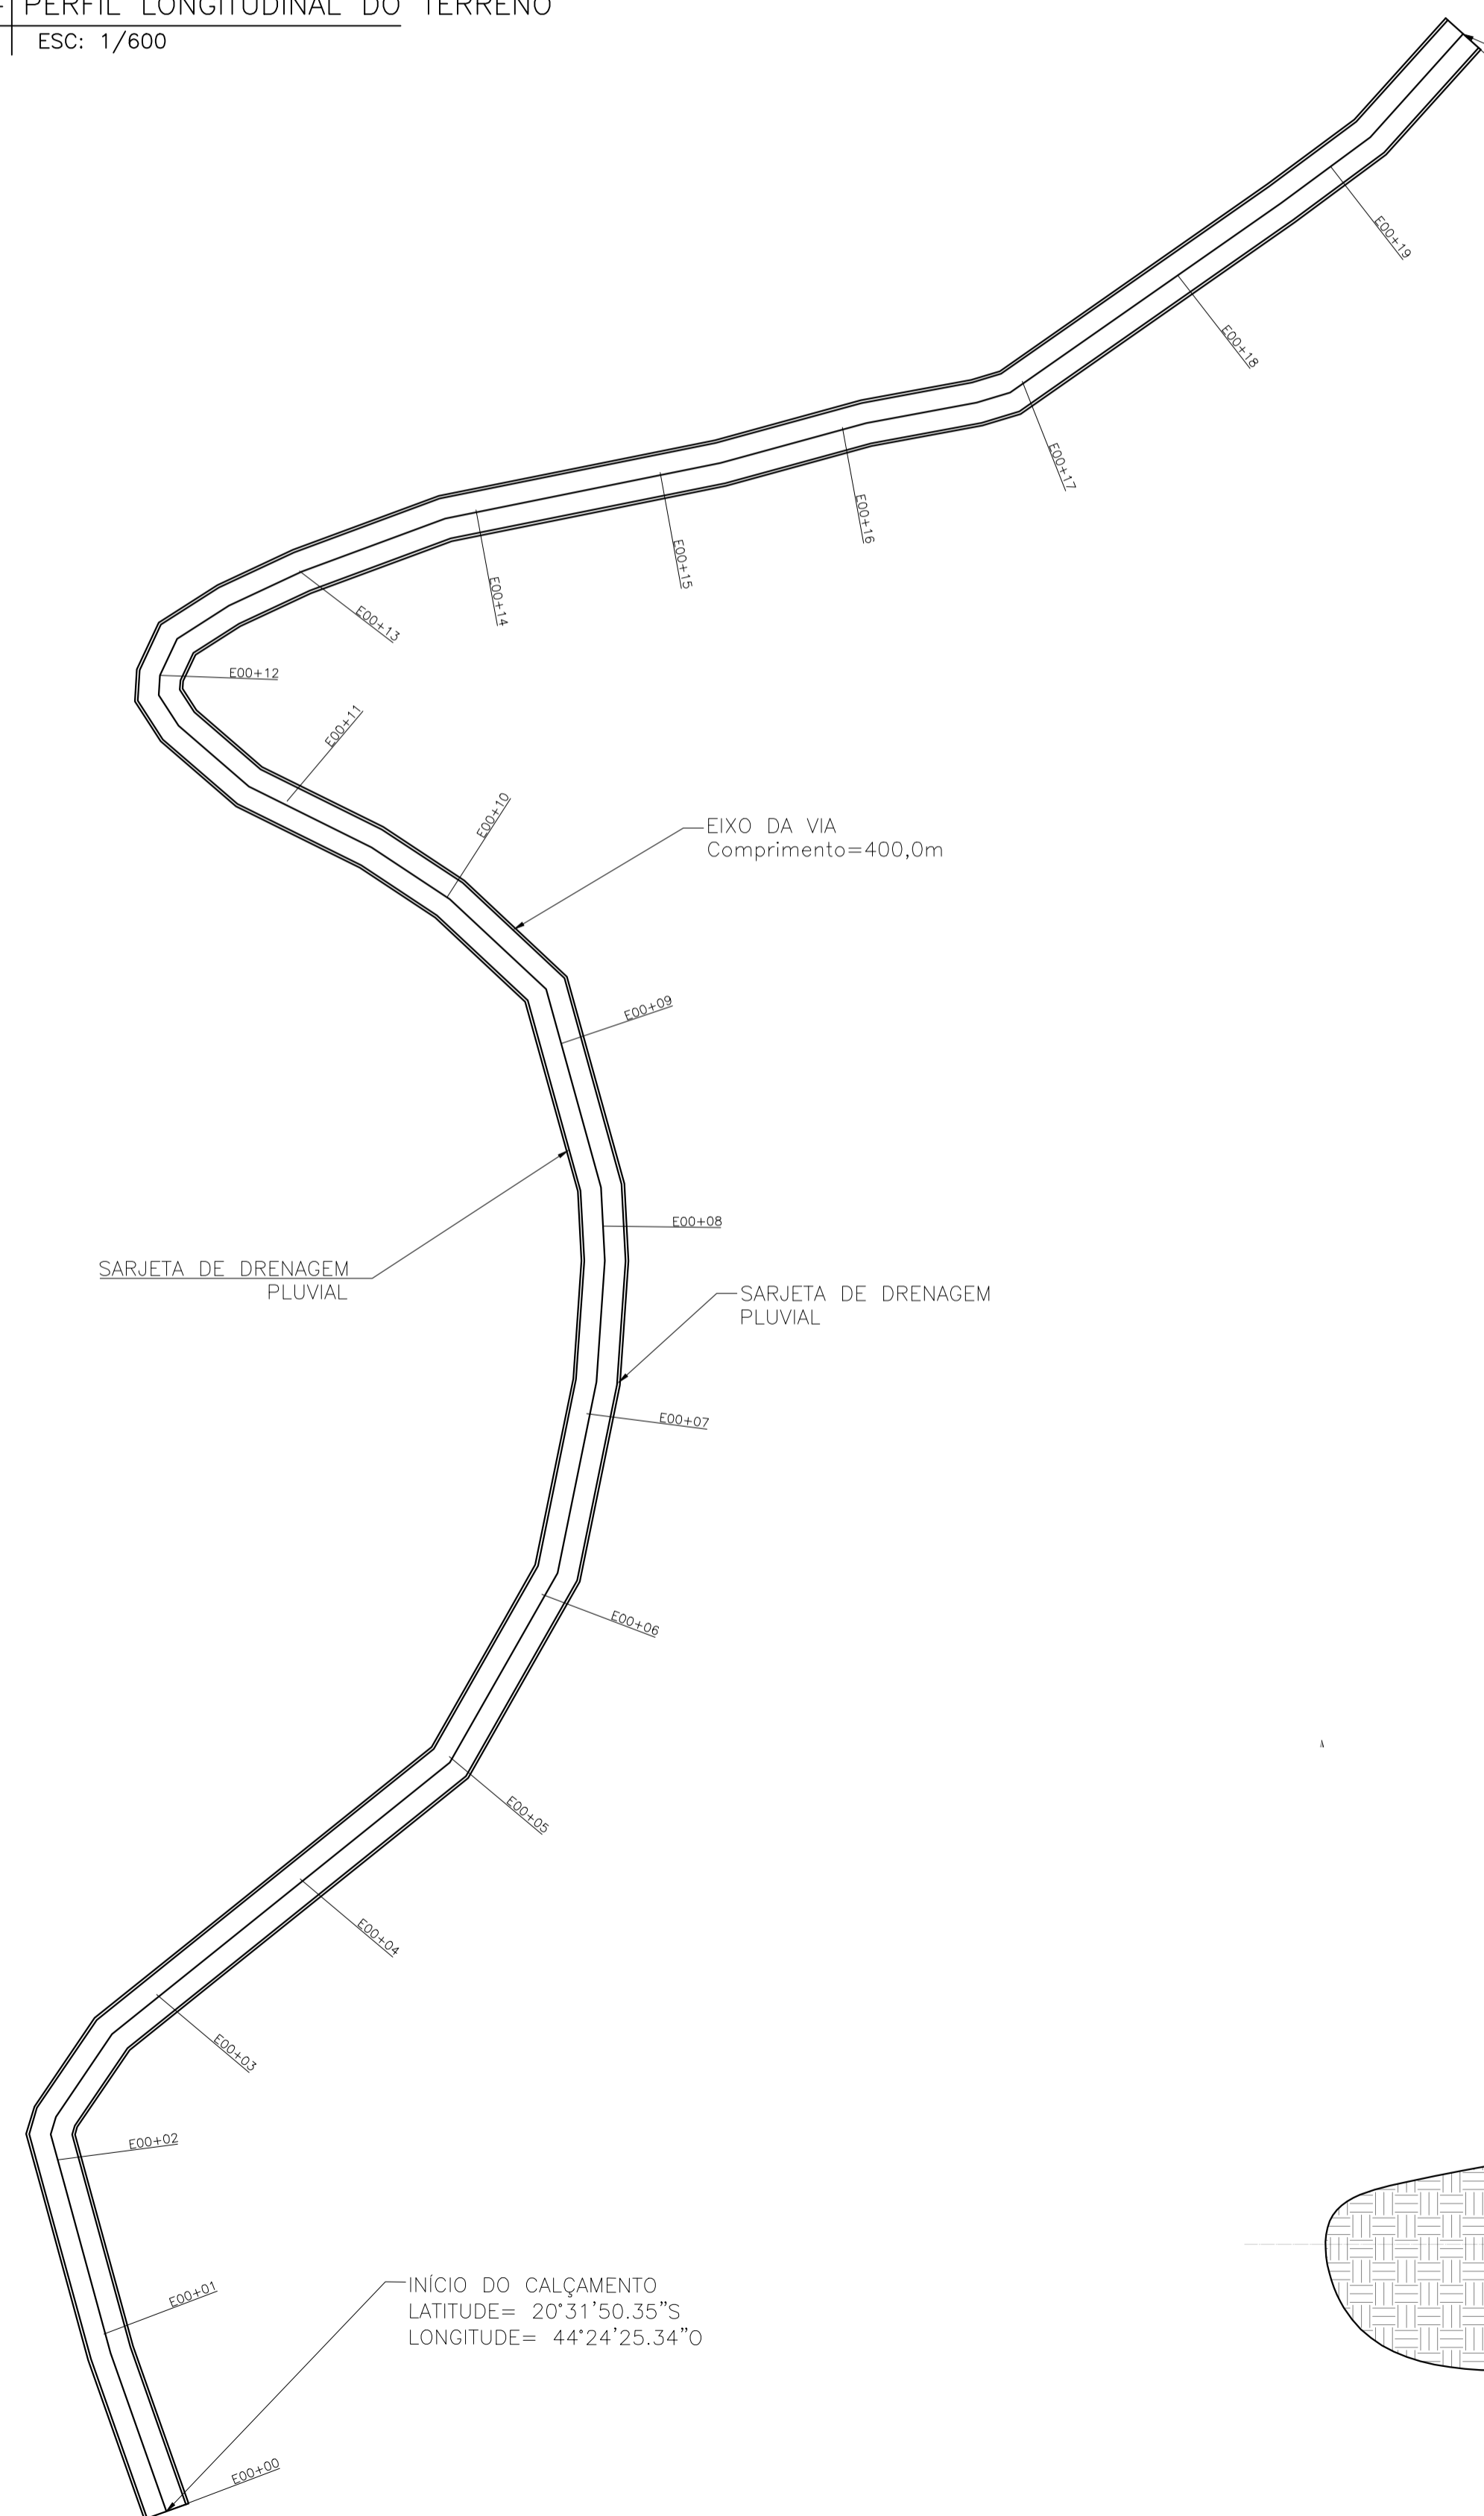 PERFIL LONGITUDINAL DO TERRENO
ESC: 1/600
E00+19
E00+18
E00+17
E00+16
E00+15
E00+14
E00+13
E00+12
E00+11
E00+10
EIXO DA VIA
Comprimento=400,0m
E00+09
E00+08
SARJETA DE DRENAGEM
PLUVIAL
SARJETA DE DRENAGEM
PLUVIAL
E00+07
E00+06
E00+05
E00+04
E00+03
E00+02
E00+01
INÍCIO DO CALÇAMENTO
LATITUDE= 20°31'50.35"S
LONGITUDE= 44°24'25.34"O
E00+00